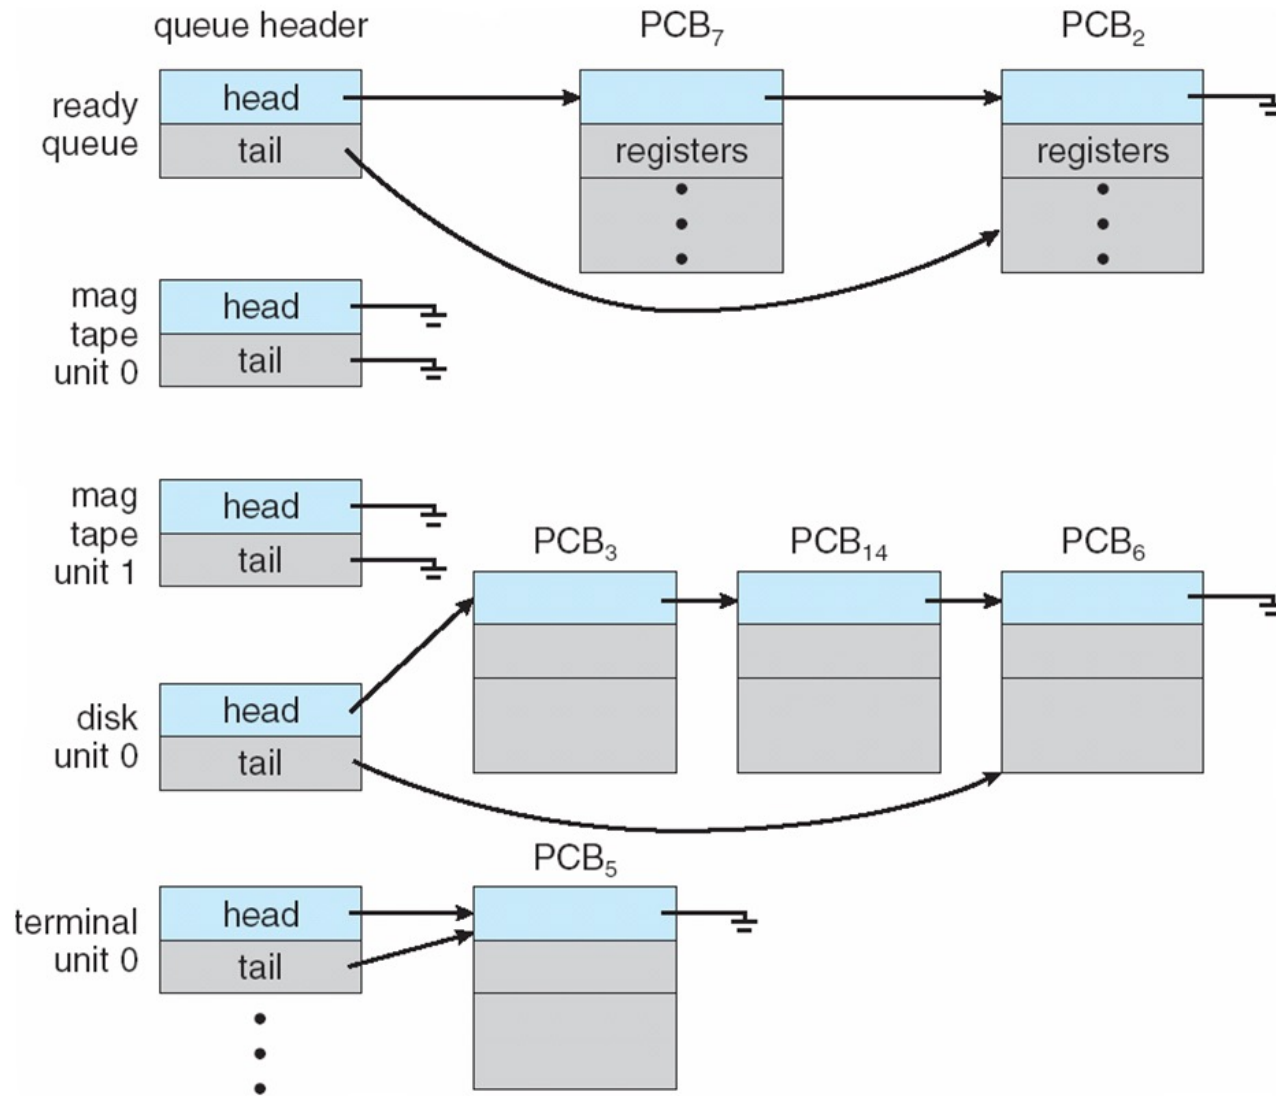 queue header
PCB7
PCB2
ready
queue
head
tail
registers
registers
mag
tape
unit 0
head
tail
mag
tape
unit 1
head
tail
PCB3
PCB14
PCB6
disk
unit 0
head
tail
PCB5
terminal
unit 0
head
tail